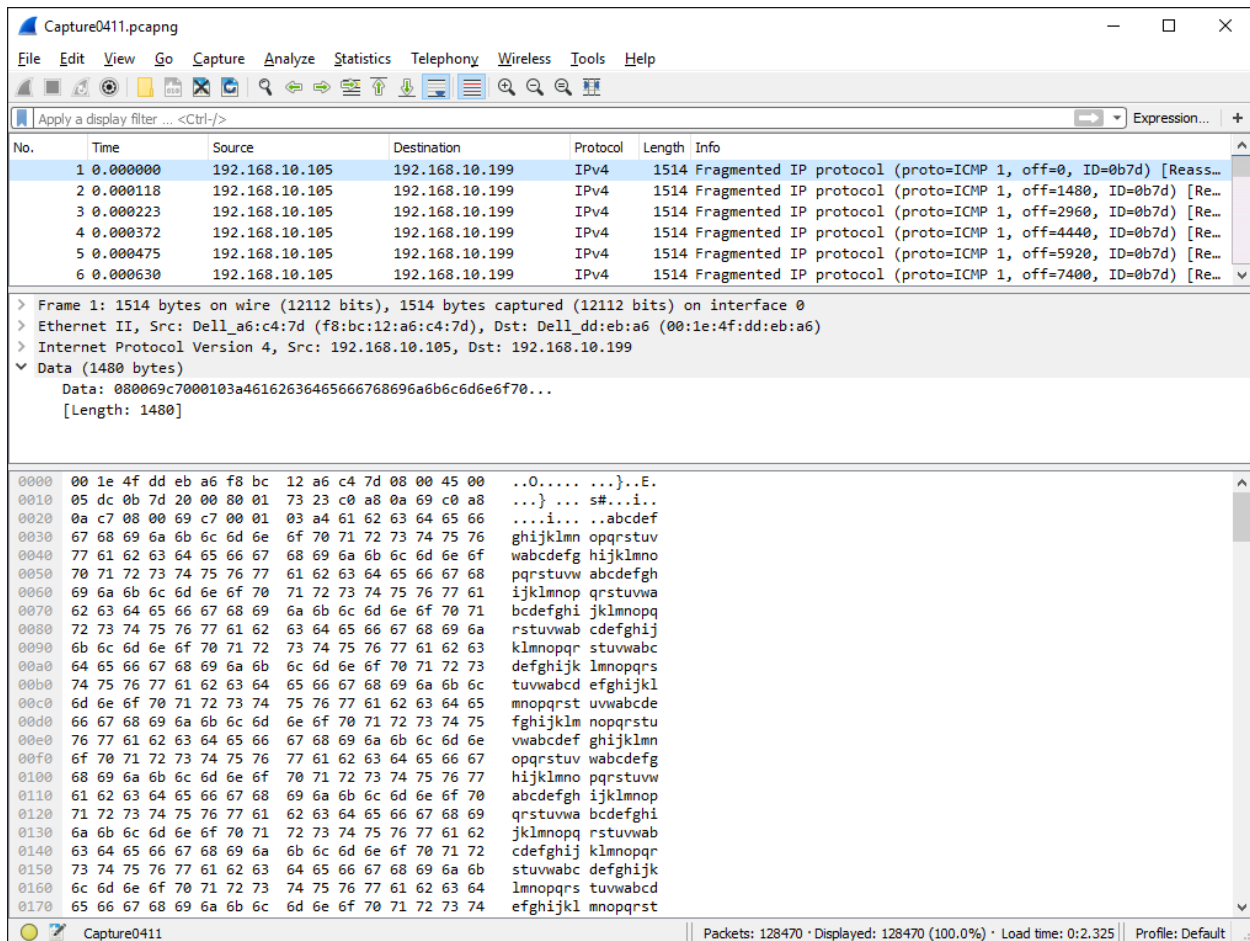 Capture0411.pcapng
File Edit View Go Capture Analyze Statistics Telephony Wireless Tools Help
Apply a display filter ... <Ctrl-/> Expression... +
No. Time Source Destination Protocol Length Info
1 0.000000 192.168.10.105 192.168.10.199 IPv4 1514 Fragmented IP protocol (proto=ICMP 1, off=0, ID=0b7d) [Reass…
2 0.000118 192.168.10.105 192.168.10.199 IPv4 1514 Fragmented IP protocol (proto=ICMP 1, off=1480, ID=0b7d) [Re…
3 0.000223 192.168.10.105 192.168.10.199 IPv4 1514 Fragmented IP protocol (proto=ICMP 1, off=2960, ID=0b7d) [Re…
4 0.000372 192.168.10.105 192.168.10.199 IPv4 1514 Fragmented IP protocol (proto=ICMP 1, off=4440, ID=0b7d) [Re…
5 0.000475 192.168.10.105 192.168.10.199 IPv4 1514 Fragmented IP protocol (proto=ICMP 1, off=5920, ID=0b7d) [Re…
6 0.000630 192.168.10.105 192.168.10.199 IPv4 1514 Fragmented IP protocol (proto=ICMP 1, off=7400, ID=0b7d) [Re…
Frame 1: 1514 bytes on wire (12112 bits), 1514 bytes captured (12112 bits) on interface 0
Ethernet II, Src: Dell_a6:c4:7d (f8:bc:12:a6:c4:7d), Dst: Dell_dd:eb:a6 (00:1e:4f:dd:eb:a6)
Internet Protocol Version 4, Src: 192.168.10.105, Dst: 192.168.10.199
Data (1480 bytes)
Data: 080069c7000103a46162636465666768696a6b6c6d6e6f70...
[Length: 1480]
0000 00 1e 4f dd eb a6 f8 bc 12 a6 c4 7d 08 00 45 00 ..O..... ...}..E.
0010 05 dc 0b 7d 20 00 80 01 73 23 c0 a8 0a 69 c0 a8 ...} ... s#...i..
0020 0a c7 08 00 69 c7 00 01 03 a4 61 62 63 64 65 66 ....i... ..abcdef
0030 67 68 69 6a 6b 6c 6d 6e 6f 70 71 72 73 74 75 76 ghijklmn opqrstuv
0040 77 61 62 63 64 65 66 67 68 69 6a 6b 6c 6d 6e 6f wabcdefg hijklmno
0050 70 71 72 73 74 75 76 77 61 62 63 64 65 66 67 68 pqrstuvw abcdefgh
0060 69 6a 6b 6c 6d 6e 6f 70 71 72 73 74 75 76 77 61 ijklmnop qrstuvwa
0070 62 63 64 65 66 67 68 69 6a 6b 6c 6d 6e 6f 70 71 bcdefghi jklmnopq
0080 72 73 74 75 76 77 61 62 63 64 65 66 67 68 69 6a rstuvwab cdefghij
0090 6b 6c 6d 6e 6f 70 71 72 73 74 75 76 77 61 62 63 klmnopqr stuvwabc
00a0 64 65 66 67 68 69 6a 6b 6c 6d 6e 6f 70 71 72 73 defghijk lmnopqrs
00b0 74 75 76 77 61 62 63 64 65 66 67 68 69 6a 6b 6c tuvwabcd efghijkl
00c0 6d 6e 6f 70 71 72 73 74 75 76 77 61 62 63 64 65 mnopqrst uvwabcde
00d0 66 67 68 69 6a 6b 6c 6d 6e 6f 70 71 72 73 74 75 fghijklm nopqrstu
00e0 76 77 61 62 63 64 65 66 67 68 69 6a 6b 6c 6d 6e vwabcdef ghijklmn
00f0 6f 70 71 72 73 74 75 76 77 61 62 63 64 65 66 67 opqrstuv wabcdefg
0100 68 69 6a 6b 6c 6d 6e 6f 70 71 72 73 74 75 76 77 hijklmno pqrstuvw
0110 61 62 63 64 65 66 67 68 69 6a 6b 6c 6d 6e 6f 70 abcdefgh ijklmnop
0120 71 72 73 74 75 76 77 61 62 63 64 65 66 67 68 69 qrstuvwa bcdefghi
0130 6a 6b 6c 6d 6e 6f 70 71 72 73 74 75 76 77 61 62 jklmnopq rstuvwab
0140 63 64 65 66 67 68 69 6a 6b 6c 6d 6e 6f 70 71 72 cdefghij klmnopqr
0150 73 74 75 76 77 61 62 63 64 65 66 67 68 69 6a 6b stuvwabc defghijk
0160 6c 6d 6e 6f 70 71 72 73 74 75 76 77 61 62 63 64 lmnopqrs tuvwabcd
0170 65 66 67 68 69 6a 6b 6c 6d 6e 6f 70 71 72 73 74 efghijkl mnopqrst
Capture0411 Packets: 128470 · Displayed: 128470 (100.0%) · Load time: 0:2.325 Profile: Default